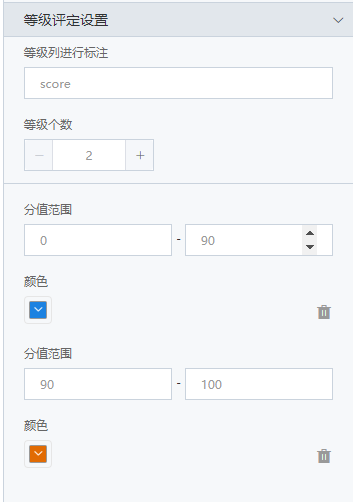 等级评定设置
等级列进行标注
score
等级个数
2
分值范围
0 - 90
颜色
分值范围
90 - 100
颜色